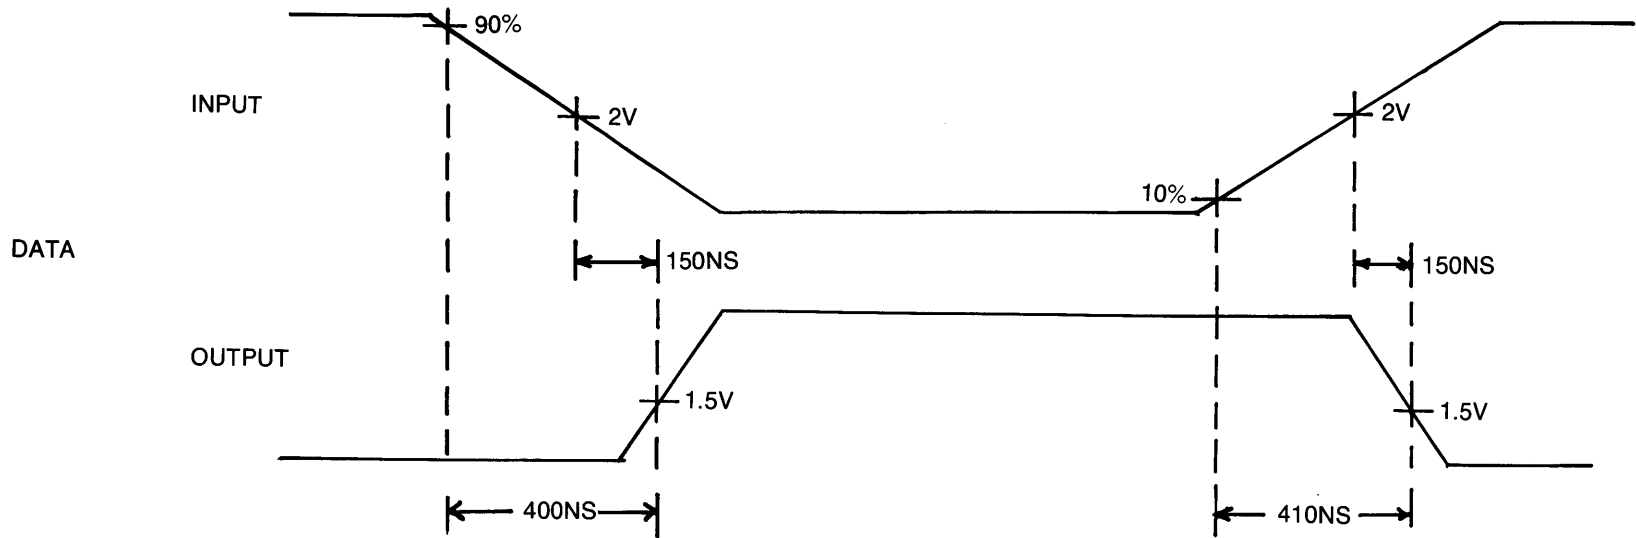 90%
INPUT
2V
2V
10%
DATA
150NS
150NS
OUTPUT
1.5V
1.5V
400NS
410NS